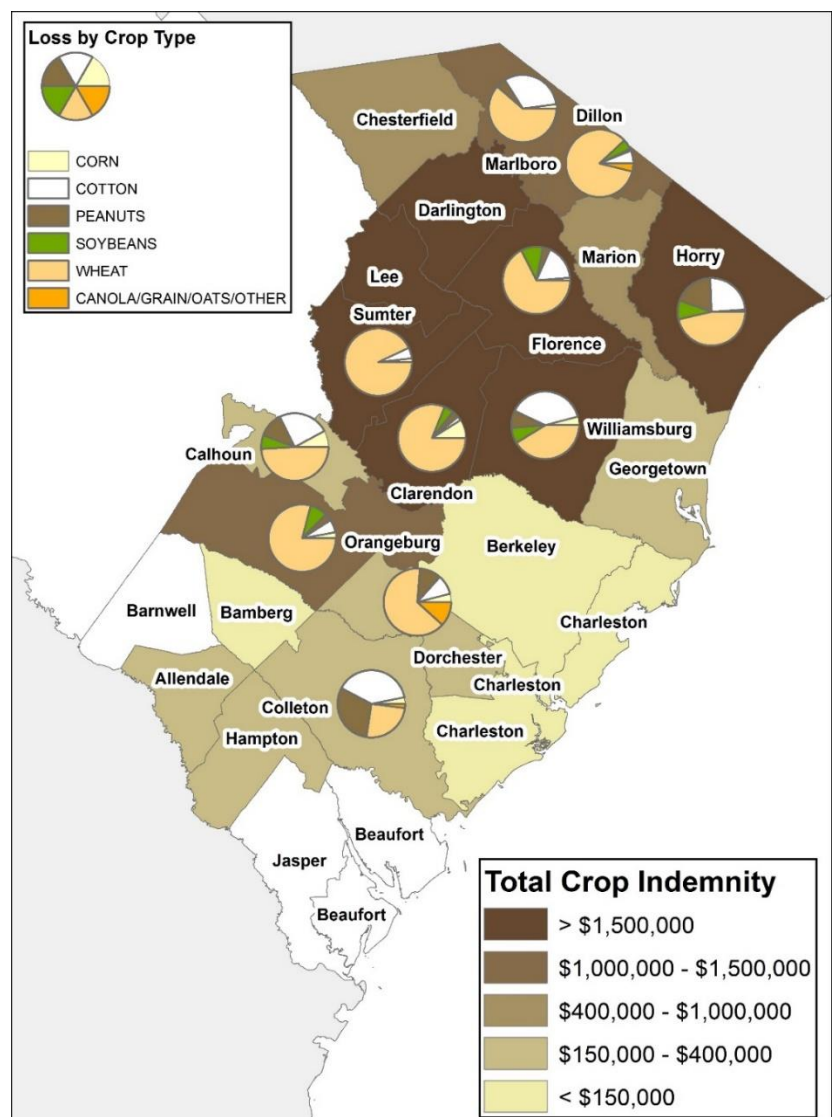 Loss by Crop Type
CORN
COTTON
PEANUTS
SOYBEANS
WHEAT
CANOLA/GRAIN/OATS/OTHER
Chesterfield
Dillon
Marlboro
Darlington
Marion
Horry
Lee
Sumter
Florence
Williamsburg
Calhoun
Georgetown
Clarendon
Orangeburg
Berkeley
Barnwell
Bamberg
Charleston
Dorchester
Allendale
Charleston
Colleton
Charleston
Hampton
Beaufort
Jasper
Beaufort
Total Crop Indemnity
> $1,500,000
$1,000,000 - $1,500,000
$400,000 - $1,000,000
$150,000 - $400,000
< $150,000